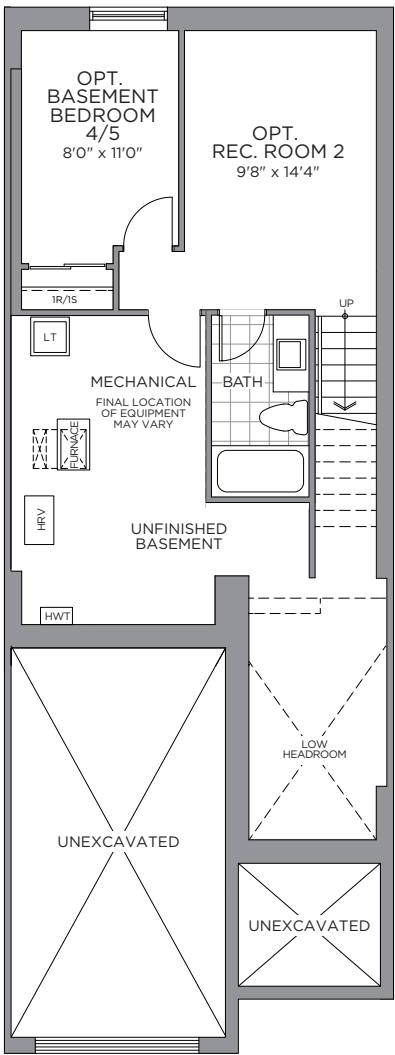 OPT.
BASEMENT
BEDROOM
4/5
8'0" x 11'0"
OPT.
REC. ROOM 2
9'8" x 14'4"
1R/1S
UP
LT
MECHANICAL
FINAL LOCATION
OF EQUIPMENT
MAY VARY
BATH
FURNACE
HRV
UNFINISHED
BASEMENT
HWT
LOW
HEADROOM
UNEXCAVATED
UNEXCAVATED